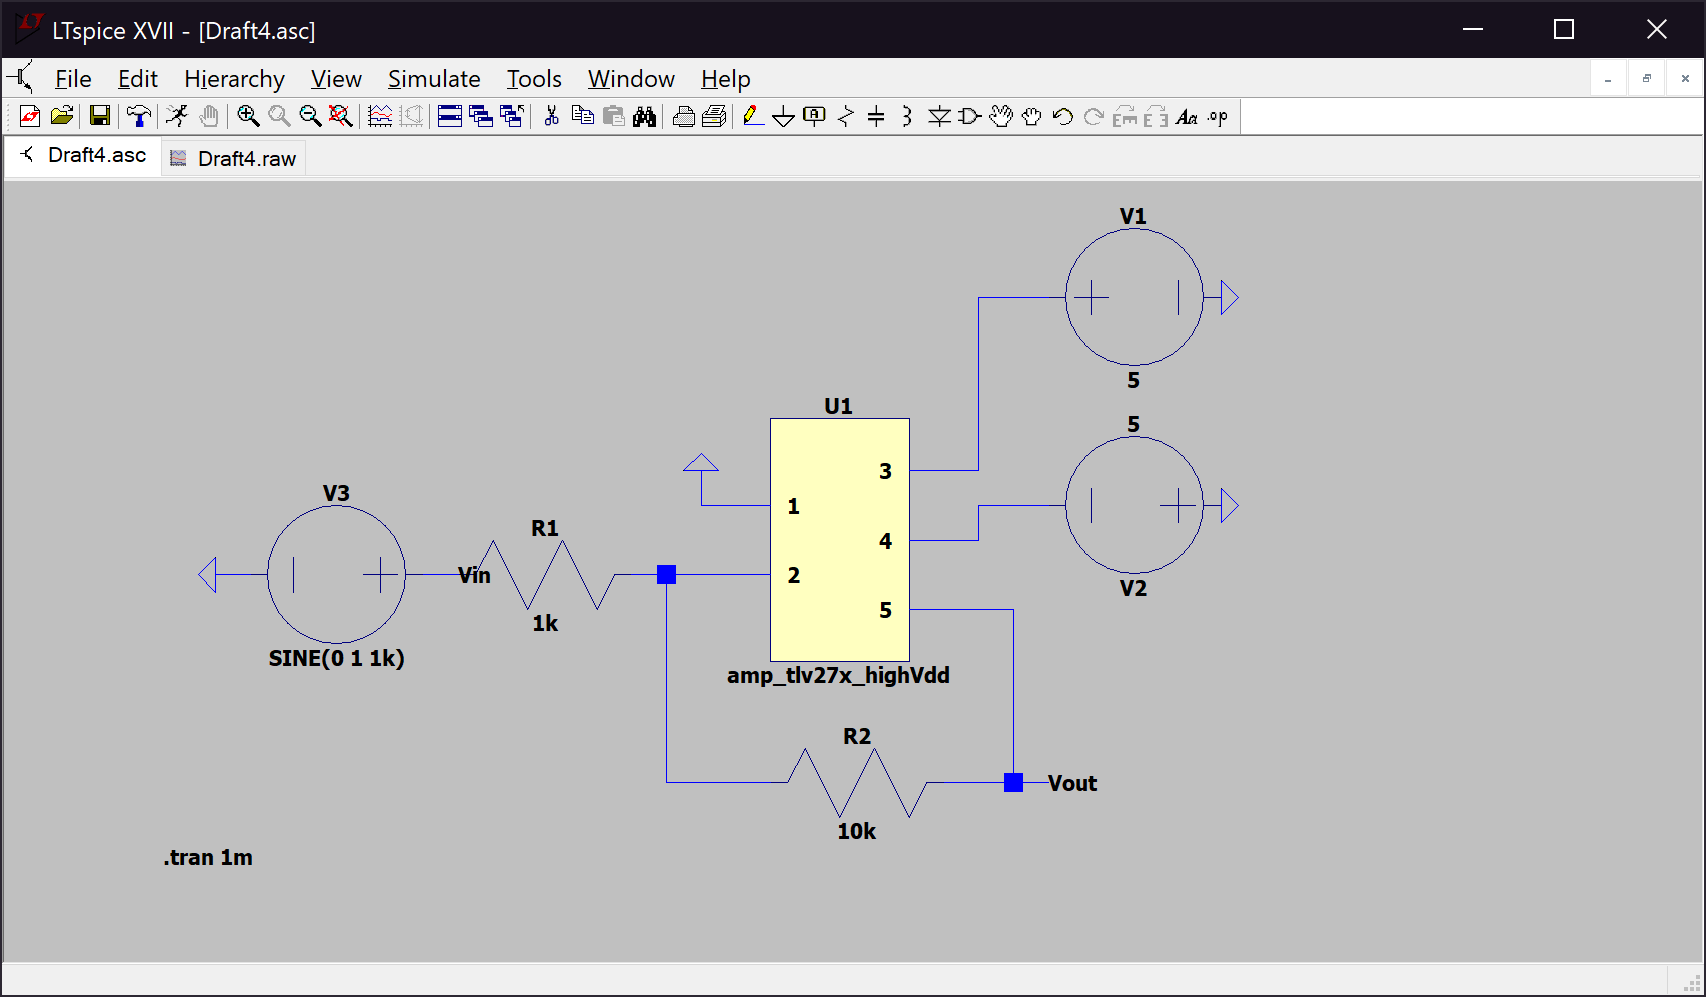 LTspice XVII - [Draft4.asc]
File Edit Hierarchy View Simulate Tools Window Help
Draft4.asc Draft4.raw
V1
5
U1
5
3
1
V3
R1
4
Vin
2
V2
1k
5
SINE(0 1 1k)
amp_tlv27x_highVdd
R2
Vout
10k
.tran 1m